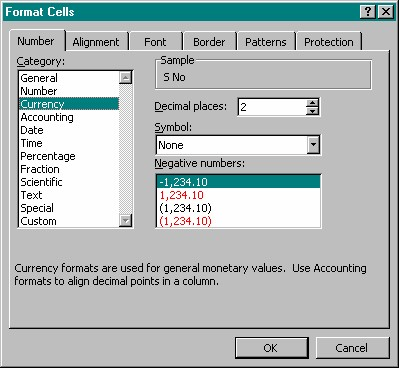 Format Cells
Number Alignment Font Border Patterns Protection
Category:
General
Number
Currency
Accounting
Date
Time
Percentage
Fraction
Scientific
Text
Special
Custom
Sample
S No
Decimal places: 2
Symbol:
None
Negative numbers:
-1,234.10
1,234.10
(1,234.10)
(1,234.10)
Currency formats are used for general monetary values. Use Accounting
formats to align decimal points in a column.
OK Cancel